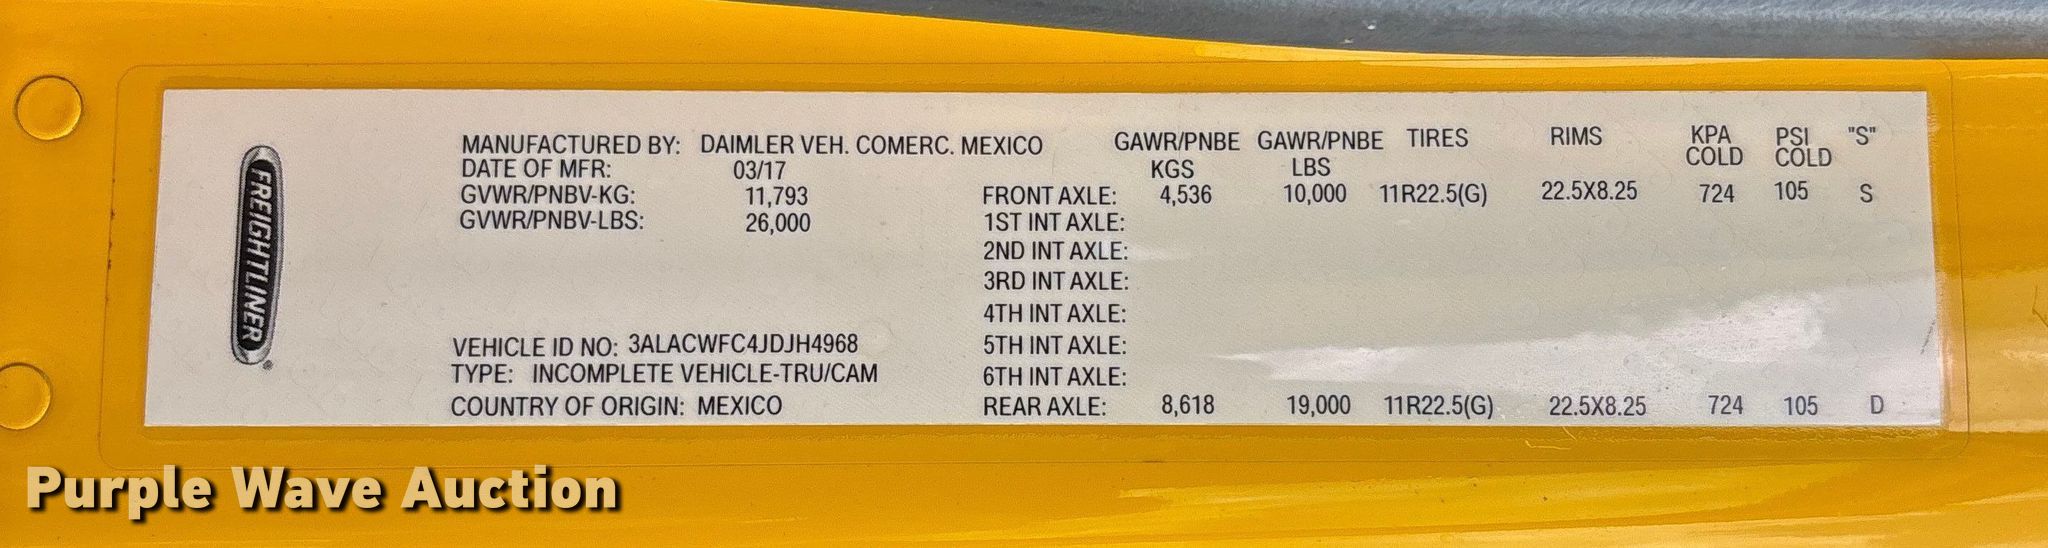 FREIGHTLINER
MANUFACTURED BY: DAIMLER VEH. COMERC. MEXICO
DATE OF MFR: 03/17
GVWR/PNBV-KG: 11,793
GVWR/PNBV-LBS: 26,000
VEHICLE ID NO: 3ALACWFC4JDJH4968
TYPE: INCOMPLETE VEHICLE-TRU/CAM
COUNTRY OF ORIGIN: MEXICO
GAWR/PNBE GAWR/PNBE TIRES RIMS KPA PSI "S"
KGS LBS COLD COLD
FRONT AXLE: 4,536 10,000 11R22.5(G) 22.5X8.25 724 105 S
1ST INT AXLE:
2ND INT AXLE:
3RD INT AXLE:
4TH INT AXLE:
5TH INT AXLE:
6TH INT AXLE:
REAR AXLE: 8,618 19,000 11R22.5(G) 22.5X8.25 724 105 D
Purple Wave Auction